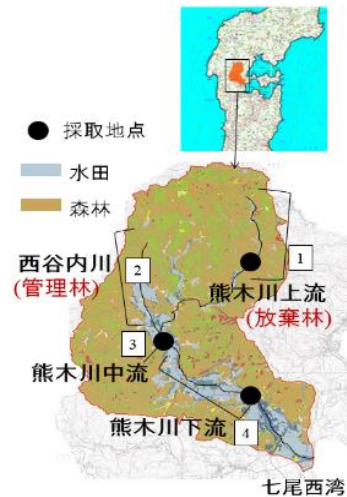 採取地点
水田
森林
西谷内川
(管理林)
2
1
熊木川上流
(放棄林)
3
熊木川中流
熊木川下流
4
七尾西湾